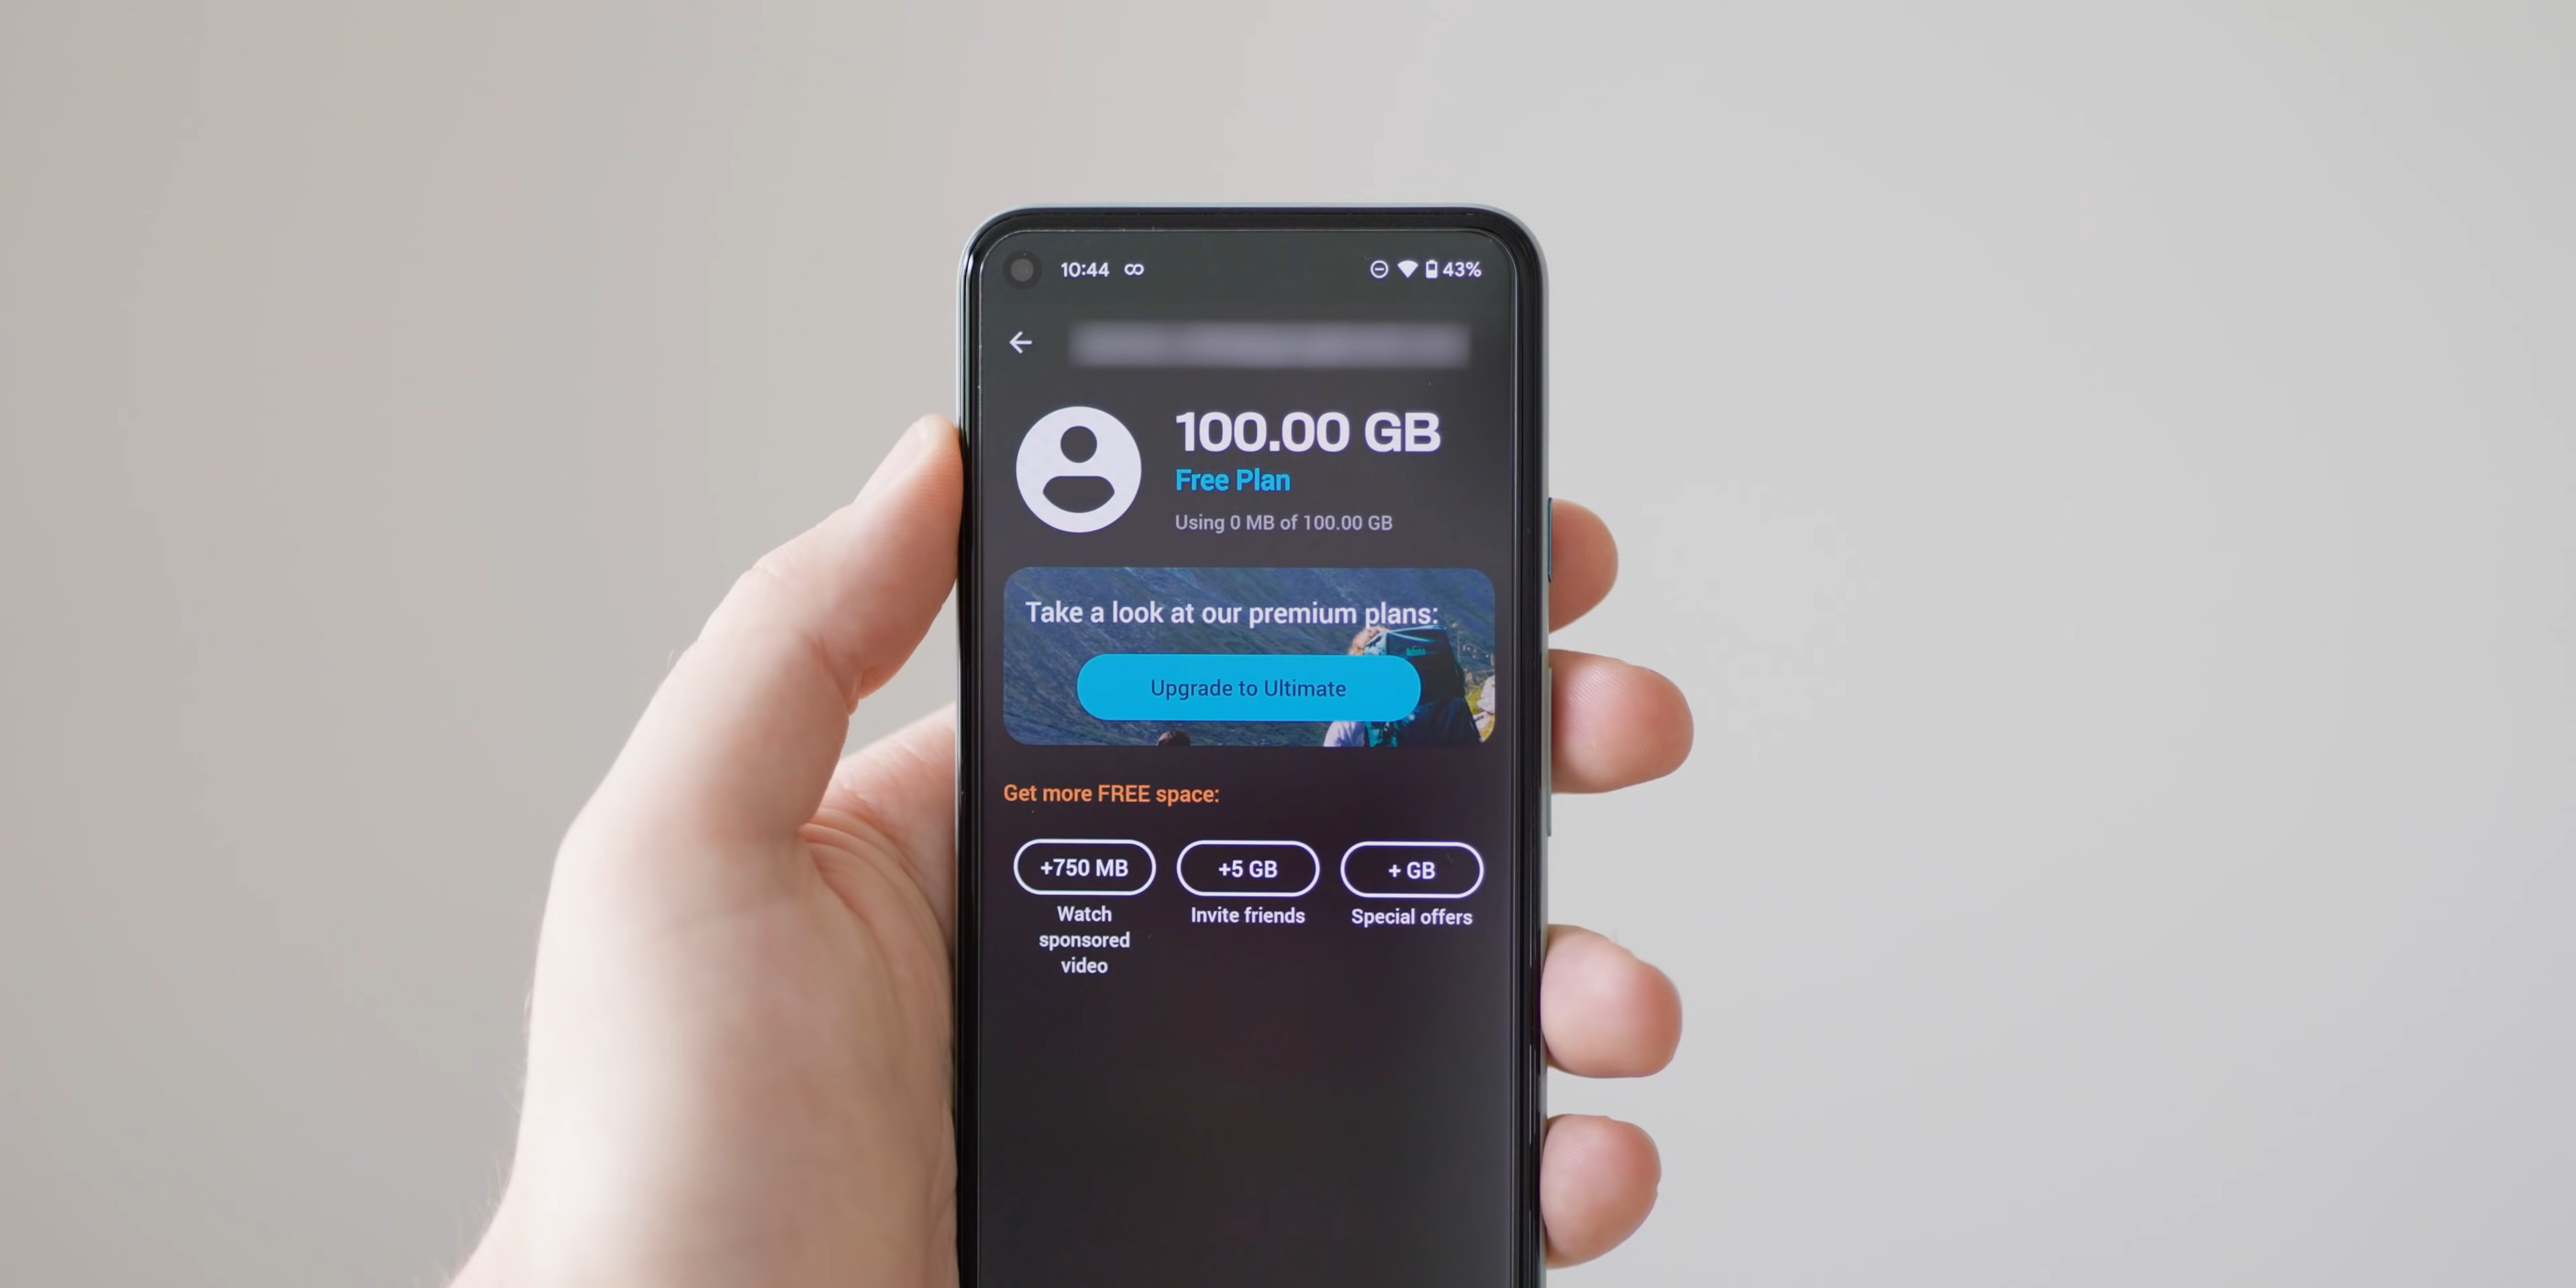 10:44
43%
100.00 GB
Free Plan
Using 0 MB of 100.00 GB
Take a look at our premium plans:
Upgrade to Ultimate
Get more FREE space:
+750 MB
+5 GB
+ GB
Watch
sponsored
video
Invite friends
Special offers